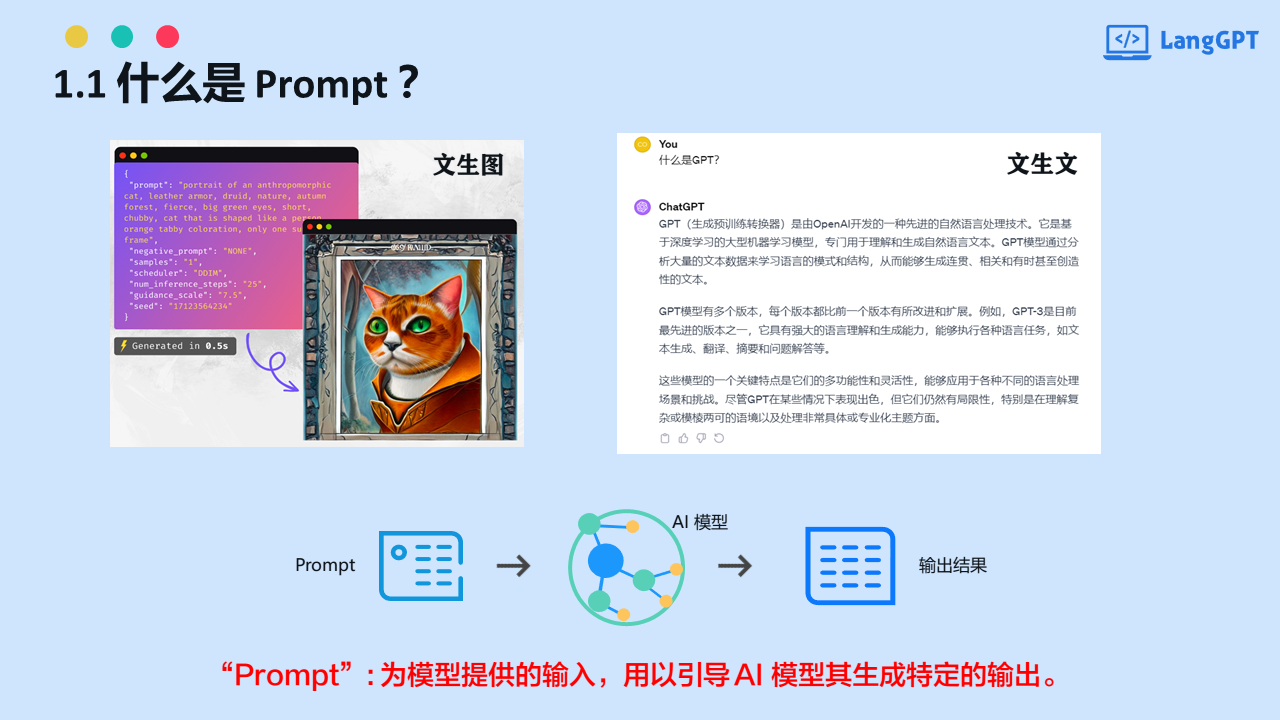 LangGPT
1.1 什么是 Prompt？
文生图
{
"prompt": "portrait of an anthropomorphic
cat, leather armor, druid, nature, autumn
forest, fierce, big green eyes, short,
chubby, cat that is shaped like a person
orange tabby coloration, only one
frame",
"negative_prompt": "NONE",
"samples": "1",
"scheduler": "DDIM",
"num_inference_steps": "25",
"guidance_scale": "7.5",
"seed": "17123564234"
}
Generated in 0.5s
文生文
You
什么是GPT?
ChatGPT
GPT（生成预训练转换器）是由OpenAI开发的一种先进的自然语言处理技术。它是基
于深度学习的大型机器学习模型，专门用于理解和生成自然语言文本。GPT模型通过分
析大量的文本数据来学习语言的模式和结构，从而能够生成连贯、相关和有时甚至创造
性的文本。
GPT模型有多个版本，每个版本都比前一个版本有所改进和扩展。例如，GPT-3是目前
最先进的版本之一，它具有强大的语言理解和生成能力，能够执行各种语言任务，如文
本生成、翻译、摘要和问题解答等。
这些模型的一个关键特点是它们的多功能性和灵活性，能够应用于各种不同的语言处理
场景和挑战。尽管GPT在某些情况下表现出色，但它们仍然有局限性，特别是在理解复
杂或模棱两可的语境以及处理非常具体或专业化主题方面。
Prompt
AI 模型
输出结果
“Prompt”：为模型提供的输入，用以引导 AI 模型其生成特定的输出。